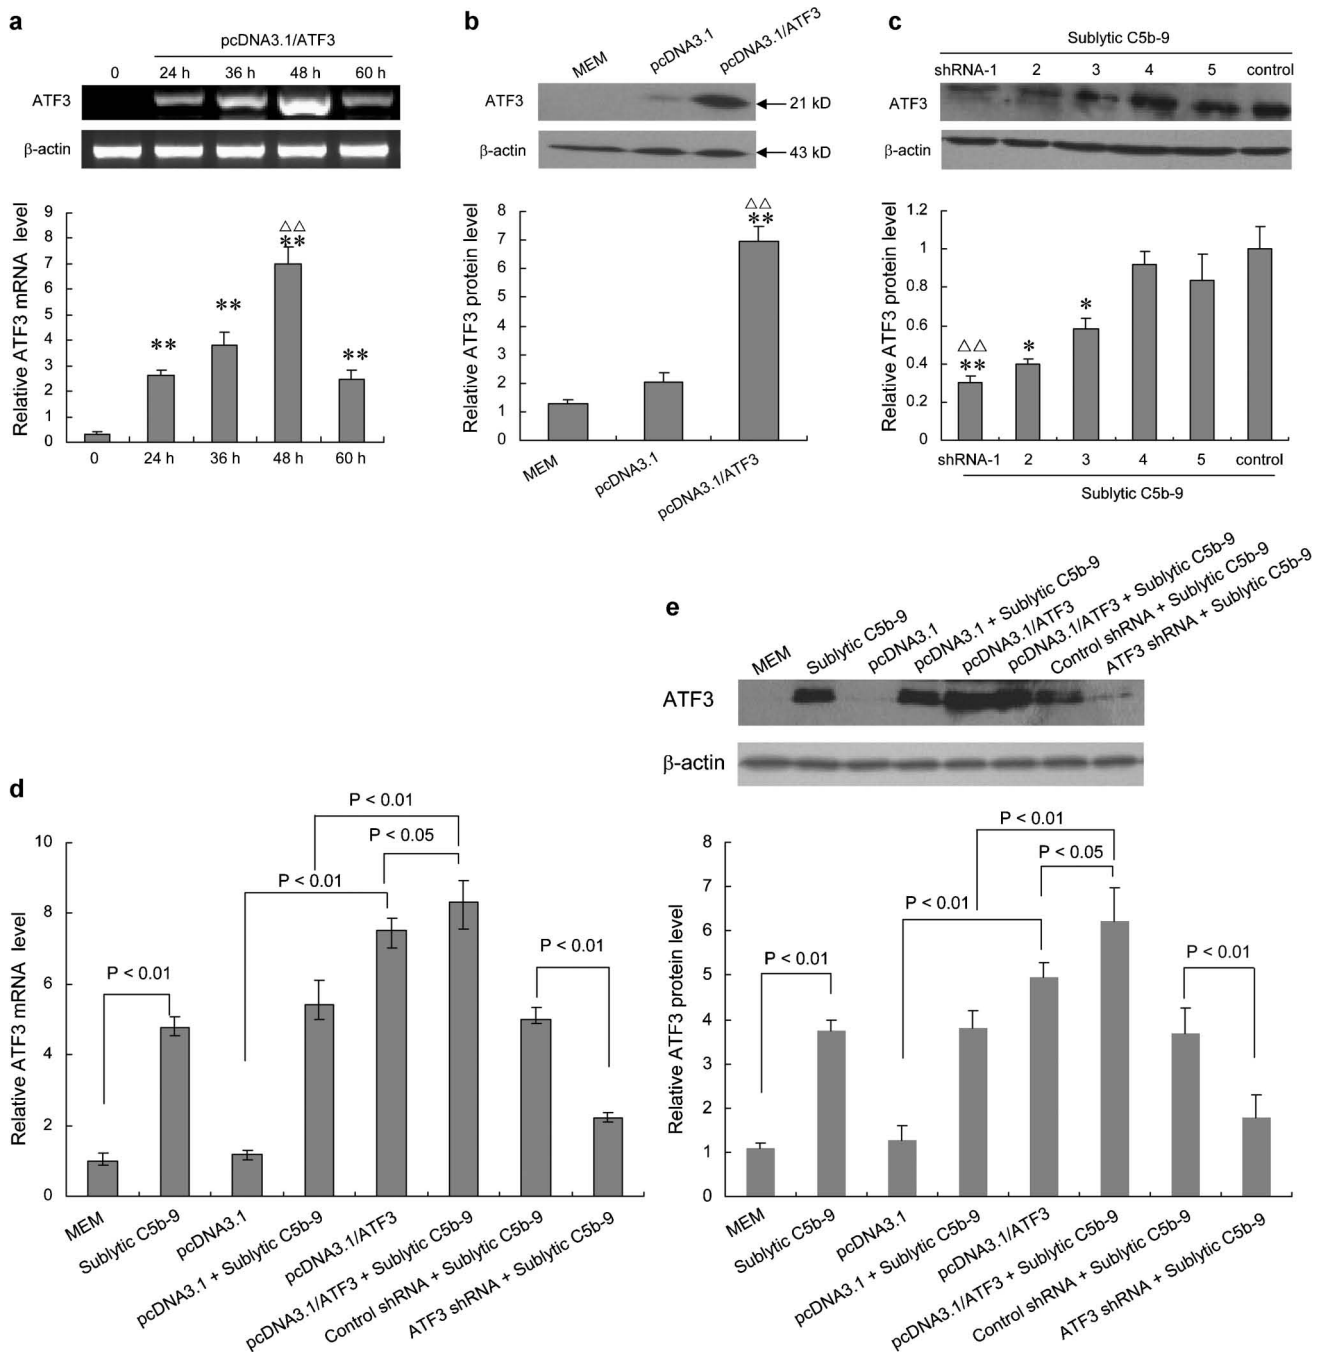 a
pcDNA3.1/ATF3
0 24 h 36 h 48 h 60 h
ATF3
β-actin
Relative ATF3 mRNA level
9
8
7
6
5
4
3
2
1
0
**
**
△△
**
**
0 24 h 36 h 48 h 60 h
b
MEM pcDNA3.1 pcDNA3.1/ATF3
ATF3 21 kD
β-actin 43 kD
Relative ATF3 protein level
8
7
6
5
4
3
2
1
0
△△
**
MEM pcDNA3.1 pcDNA3.1/ATF3
c
Sublytic C5b-9
shRNA-1 2 3 4 5 control
ATF3
β-actin
Relative ATF3 protein level
1.2
1
0.8
0.6
0.4
0.2
0
△△
**
*
*
shRNA-1 2 3 4 5 control
Sublytic C5b-9
d
Relative ATF3 mRNA level
10
8
6
4
2
0
P < 0.01
P < 0.05
P < 0.01
P < 0.01
P < 0.01
MEM
Sublytic C5b-9
pcDNA3.1
pcDNA3.1 + Sublytic C5b-9
pcDNA3.1/ATF3
pcDNA3.1/ATF3 + Sublytic C5b-9
Control shRNA + Sublytic C5b-9
ATF3 shRNA + Sublytic C5b-9
e
MEM
Sublytic C5b-9
pcDNA3.1
pcDNA3.1 + Sublytic C5b-9
pcDNA3.1/ATF3
pcDNA3.1/ATF3 + Sublytic C5b-9
Control shRNA + Sublytic C5b-9
ATF3 shRNA + Sublytic C5b-9
ATF3
β-actin
Relative ATF3 protein level
8
7
6
5
4
3
2
1
0
P < 0.01
P < 0.05
P < 0.01
P < 0.01
P < 0.01
MEM
Sublytic C5b-9
pcDNA3.1
pcDNA3.1 + Sublytic C5b-9
pcDNA3.1/ATF3
pcDNA3.1/ATF3 + Sublytic C5b-9
Control shRNA + Sublytic C5b-9
ATF3 shRNA + Sublytic C5b-9